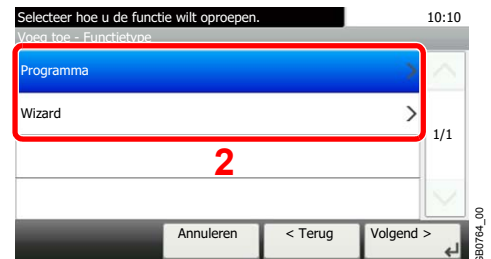 Selecteer hoe u de functie wilt oproepen. 10:10
Voeg toe - Functietype
Programma
Wizard
1/1
2
Annuleren < Terug Volgend >
GB0764_00